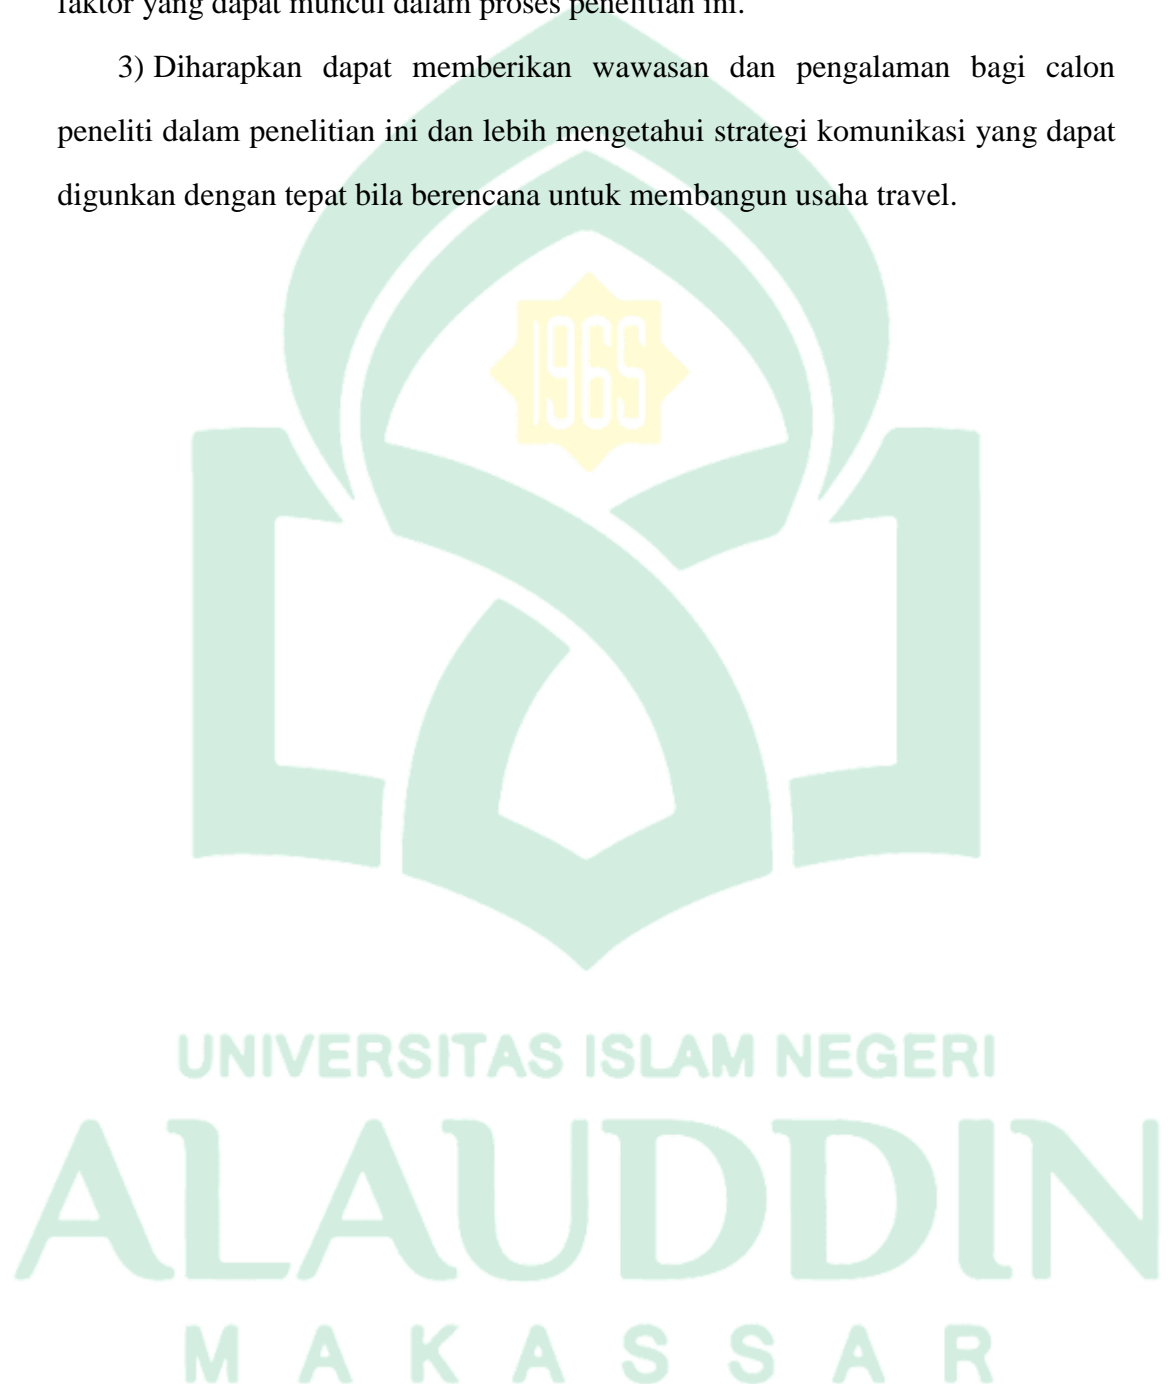 faktor yang dapat muncul dalam proses penelitian ini.
3) Diharapkan dapat memberikan wawasan dan pengalaman bagi calon
peneliti dalam penelitian ini dan lebih mengetahui strategi komunikasi yang dapat
digunkan dengan tepat bila berencana untuk membangun usaha travel.
1965
UNIVERSITAS ISLAM NEGERI
ALAUDDIN
MAKASSAR